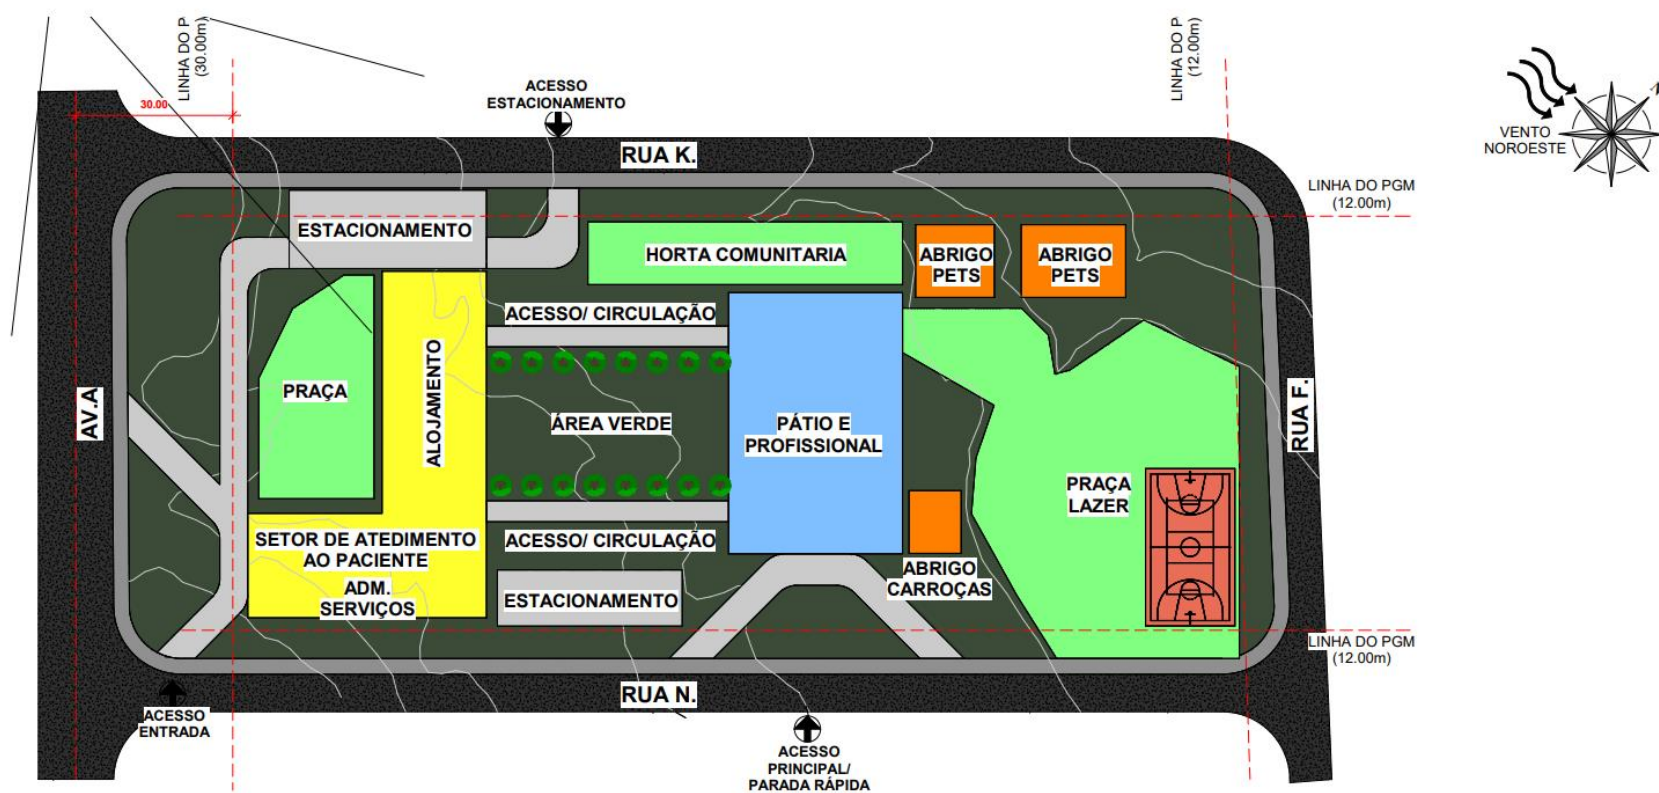 LINHA DO P
(30.00m)
LINHA DO P
(12.00m)
30.00
ACESSO
ESTACIONAMENTO
VENTO
NOROESTE
RUA K.
LINHA DO PGM
(12.00m)
ESTACIONAMENTO
HORTA COMUNITARIA
ABRIGO
PETS
ABRIGO
PETS
ACESSO/ CIRCULAÇÃO
AV.A
PRAÇA
ALOJAMENTO
ÁREA VERDE
PÁTIO E
PROFISSIONAL
RUA F.
PRAÇA
LAZER
SETOR DE ATEDIMENTO
AO PACIENTE
ADM.
SERVIÇOS
ACESSO/ CIRCULAÇÃO
ESTACIONAMENTO
ABRIGO
CARROÇAS
LINHA DO PGM
(12.00m)
RUA N.
ACESSO
ENTRADA
ACESSO
PRINCIPAL/
PARADA RÁPIDA